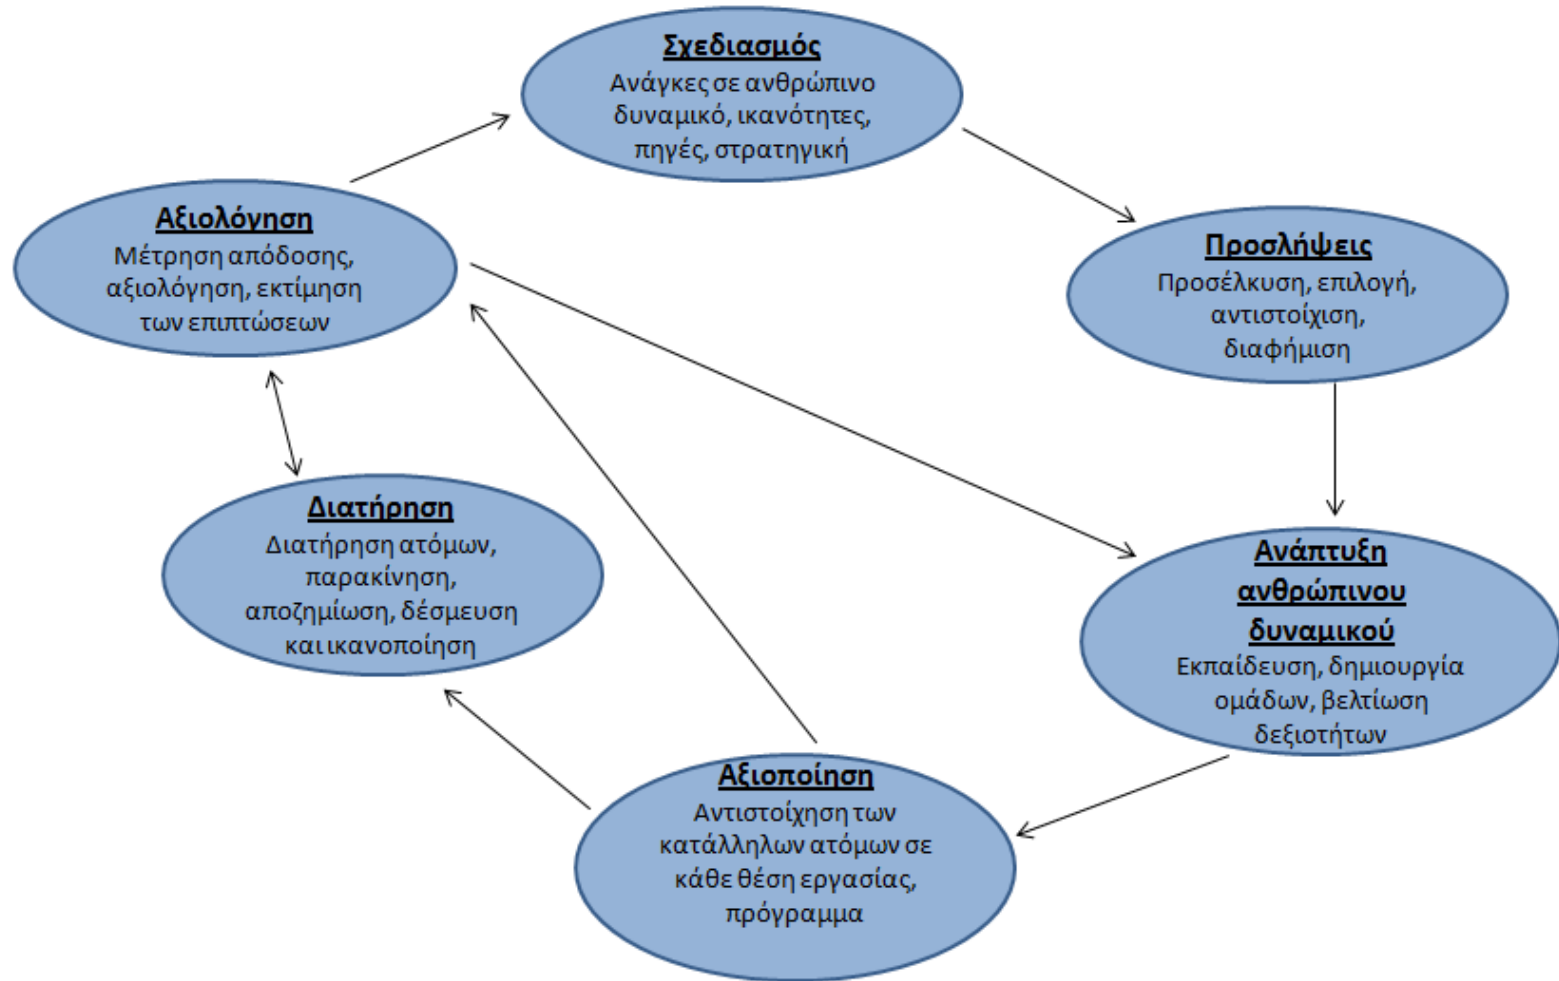 Σχεδιασμός
Ανάγκες σε ανθρώπινο
δυναμικό, ικανότητες,
πηγές, στρατηγική
Προσλήψεις
Προσέλκυση, επιλογή,
αντιστοίχιση,
διαφήμιση
Ανάπτυξη
ανθρώπινου
δυναμικού
Εκπαίδευση, δημιουργία
ομάδων, βελτίωση
δεξιοτήτων
Αξιοποίηση
Αντιστοίχηση των
κατάλληλων ατόμων σε
κάθε θέση εργασίας,
πρόγραμμα
Διατήρηση
Διατήρηση ατόμων,
παρακίνηση,
αποζημίωση, δέσμευση
και ικανοποίηση
Αξιολόγηση
Μέτρηση απόδοσης,
αξιολόγηση, εκτίμηση
των επιπτώσεων